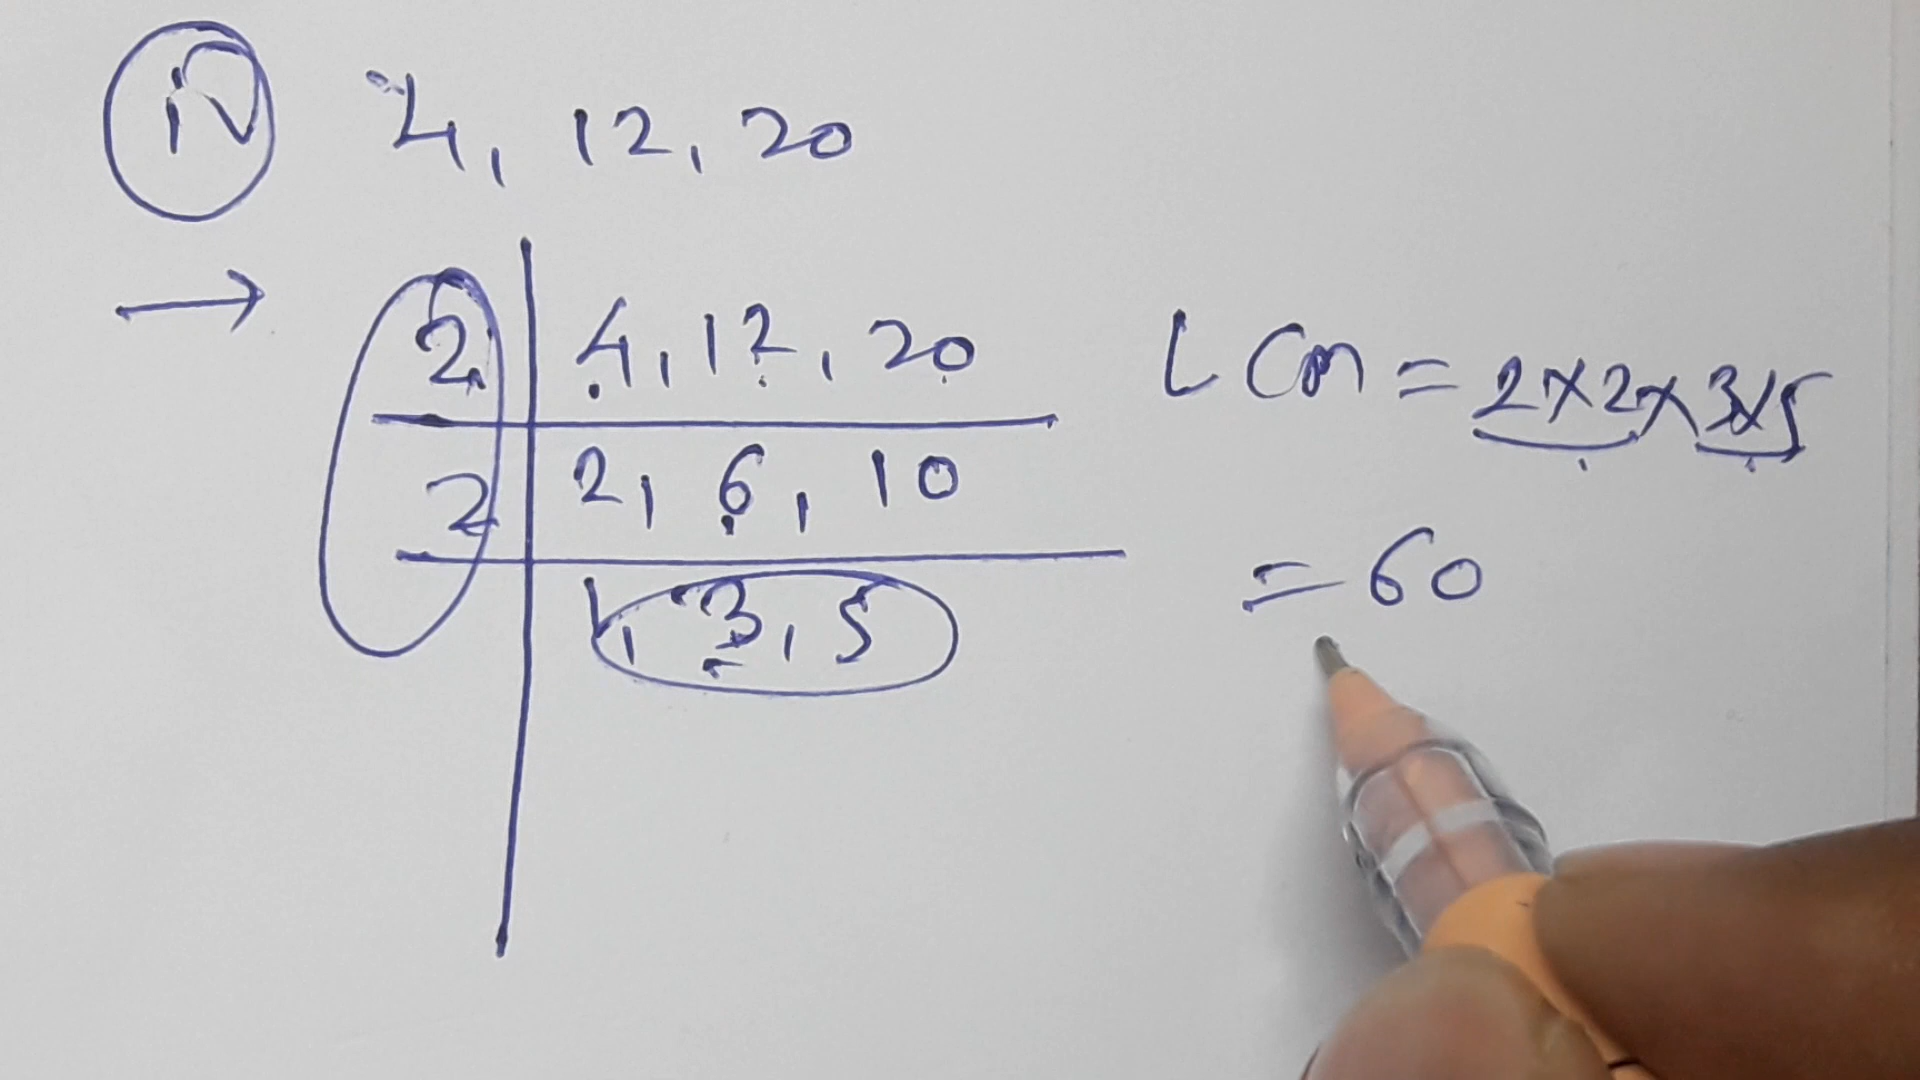 iv 4, 12, 20
2 4, 12, 20
2 2, 6, 10
1, 3, 5
LCM = 2×2×3×5
= 60